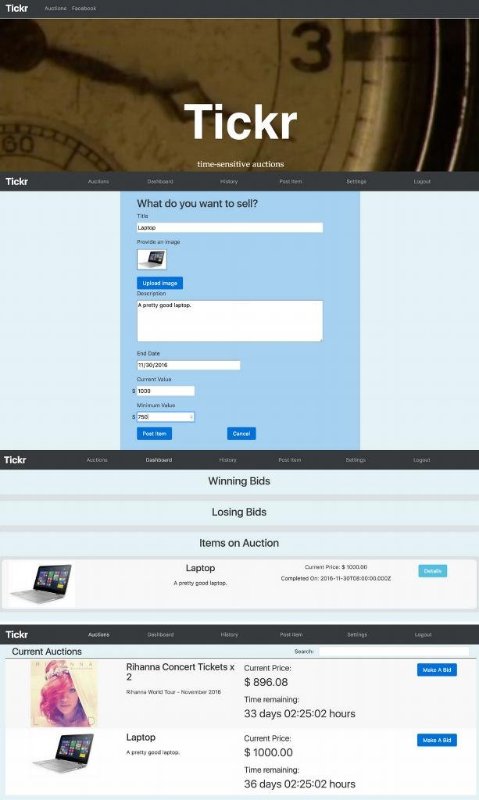 Tickr Auctions Facebook
3
Tickr
60
time-sensitive auctions
Tickr Auctions Dashboard History Post Item Settings Logout
What do you want to sell?
Title
Laptop
Provide an image
Upload Image
Description
A pretty good laptop.
End Date
11/30/2016
Current Value
$ 1000
Minimum Value
$ 750
Post Item Cancel
Tickr Auctions Dashboard History Post Item Settings Logout
Winning Bids
Losing Bids
Items on Auction
Laptop
A pretty good laptop.
Current Price: $ 1000.00
Completed On: 2016-11-30T08:00:00.000Z
Details
Tickr Auctions Dashboard History Post Item Settings Logout
Current Auctions Search:
RIHANNA
Rihanna Concert Tickets x
2
Rihanna World Tour - November 2016
Current Price:
$ 896.08
Time remaining:
33 days 02:25:02 hours
Make A Bid
Laptop
A pretty good laptop.
Current Price:
$ 1000.00
Time remaining:
36 days 02:25:02 hours
Make A Bid